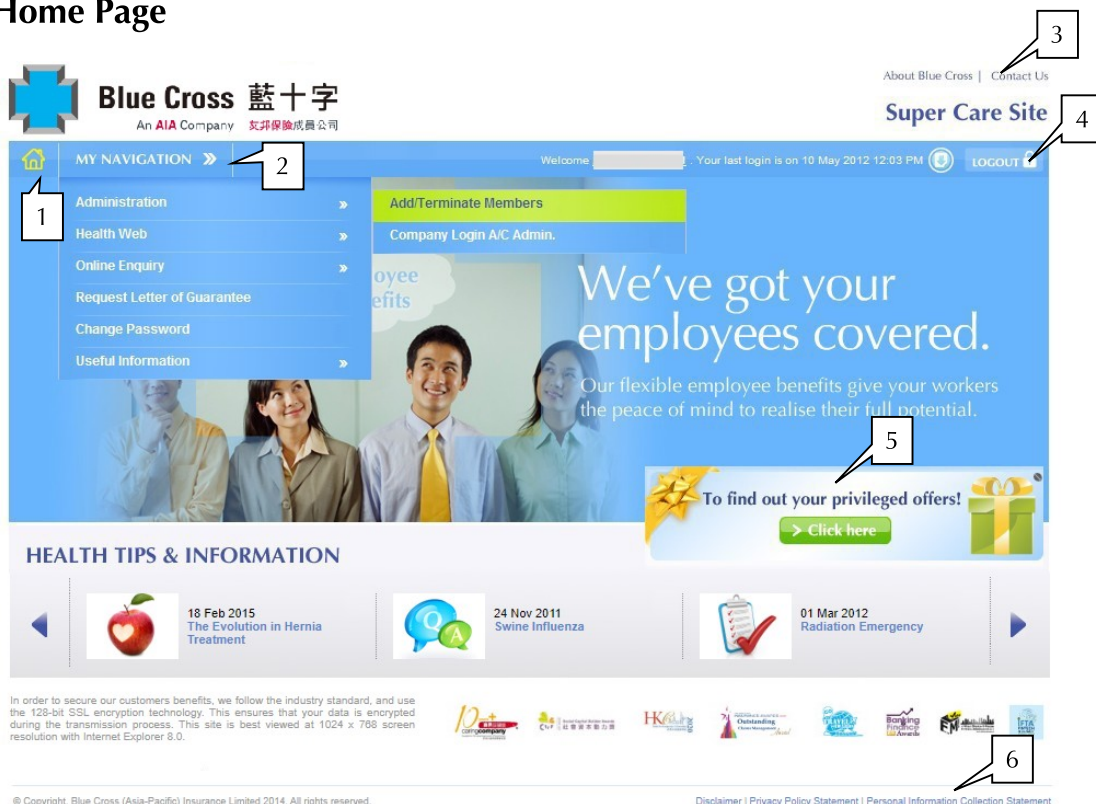 Home Page
3
About Blue Cross | Contact Us
Blue Cross 藍十字
An AIA Company 友邦保險成員公司
Super Care Site
4
MY NAVIGATION »
2
Welcome . Your last login is on 10 May 2012 12:03 PM
LOGOUT
1
Administration »
Health Web »
Online Enquiry »
Request Letter of Guarantee
Change Password
Useful Information »
Add/Terminate Members
Company Login A/C Admin.
oyee
efits
We've got your
employees covered.
Our flexible employee benefits give your workers
the peace of mind to realise their full potential.
5
To find out your privileged offers!
> Click here
HEALTH TIPS & INFORMATION
18 Feb 2015
The Evolution in Hernia
Treatment
Q A
24 Nov 2011
Swine Influenza
01 Mar 2012
Radiation Emergency
In order to secure our customers benefits, we follow the industry standard, and use
the 128-bit SSL encryption technology. This ensures that your data is encrypted
during the transmission process. This site is best viewed at 1024 x 768 screen
resolution with Internet Explorer 8.0.
10+
caringcompany
Outstanding
Banking
Finance
Awards
6
© Copyright. Blue Cross (Asia-Pacific) Insurance Limited 2014. All rights reserved.
Disclaimer | Privacy Policy Statement | Personal Information Collection Statement